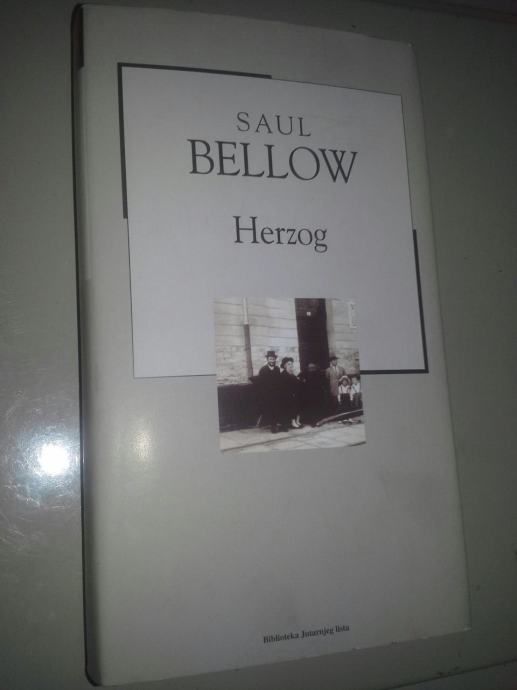 SAUL
BELLOW
Herzog
Biblioteka Jutarnjeg lista